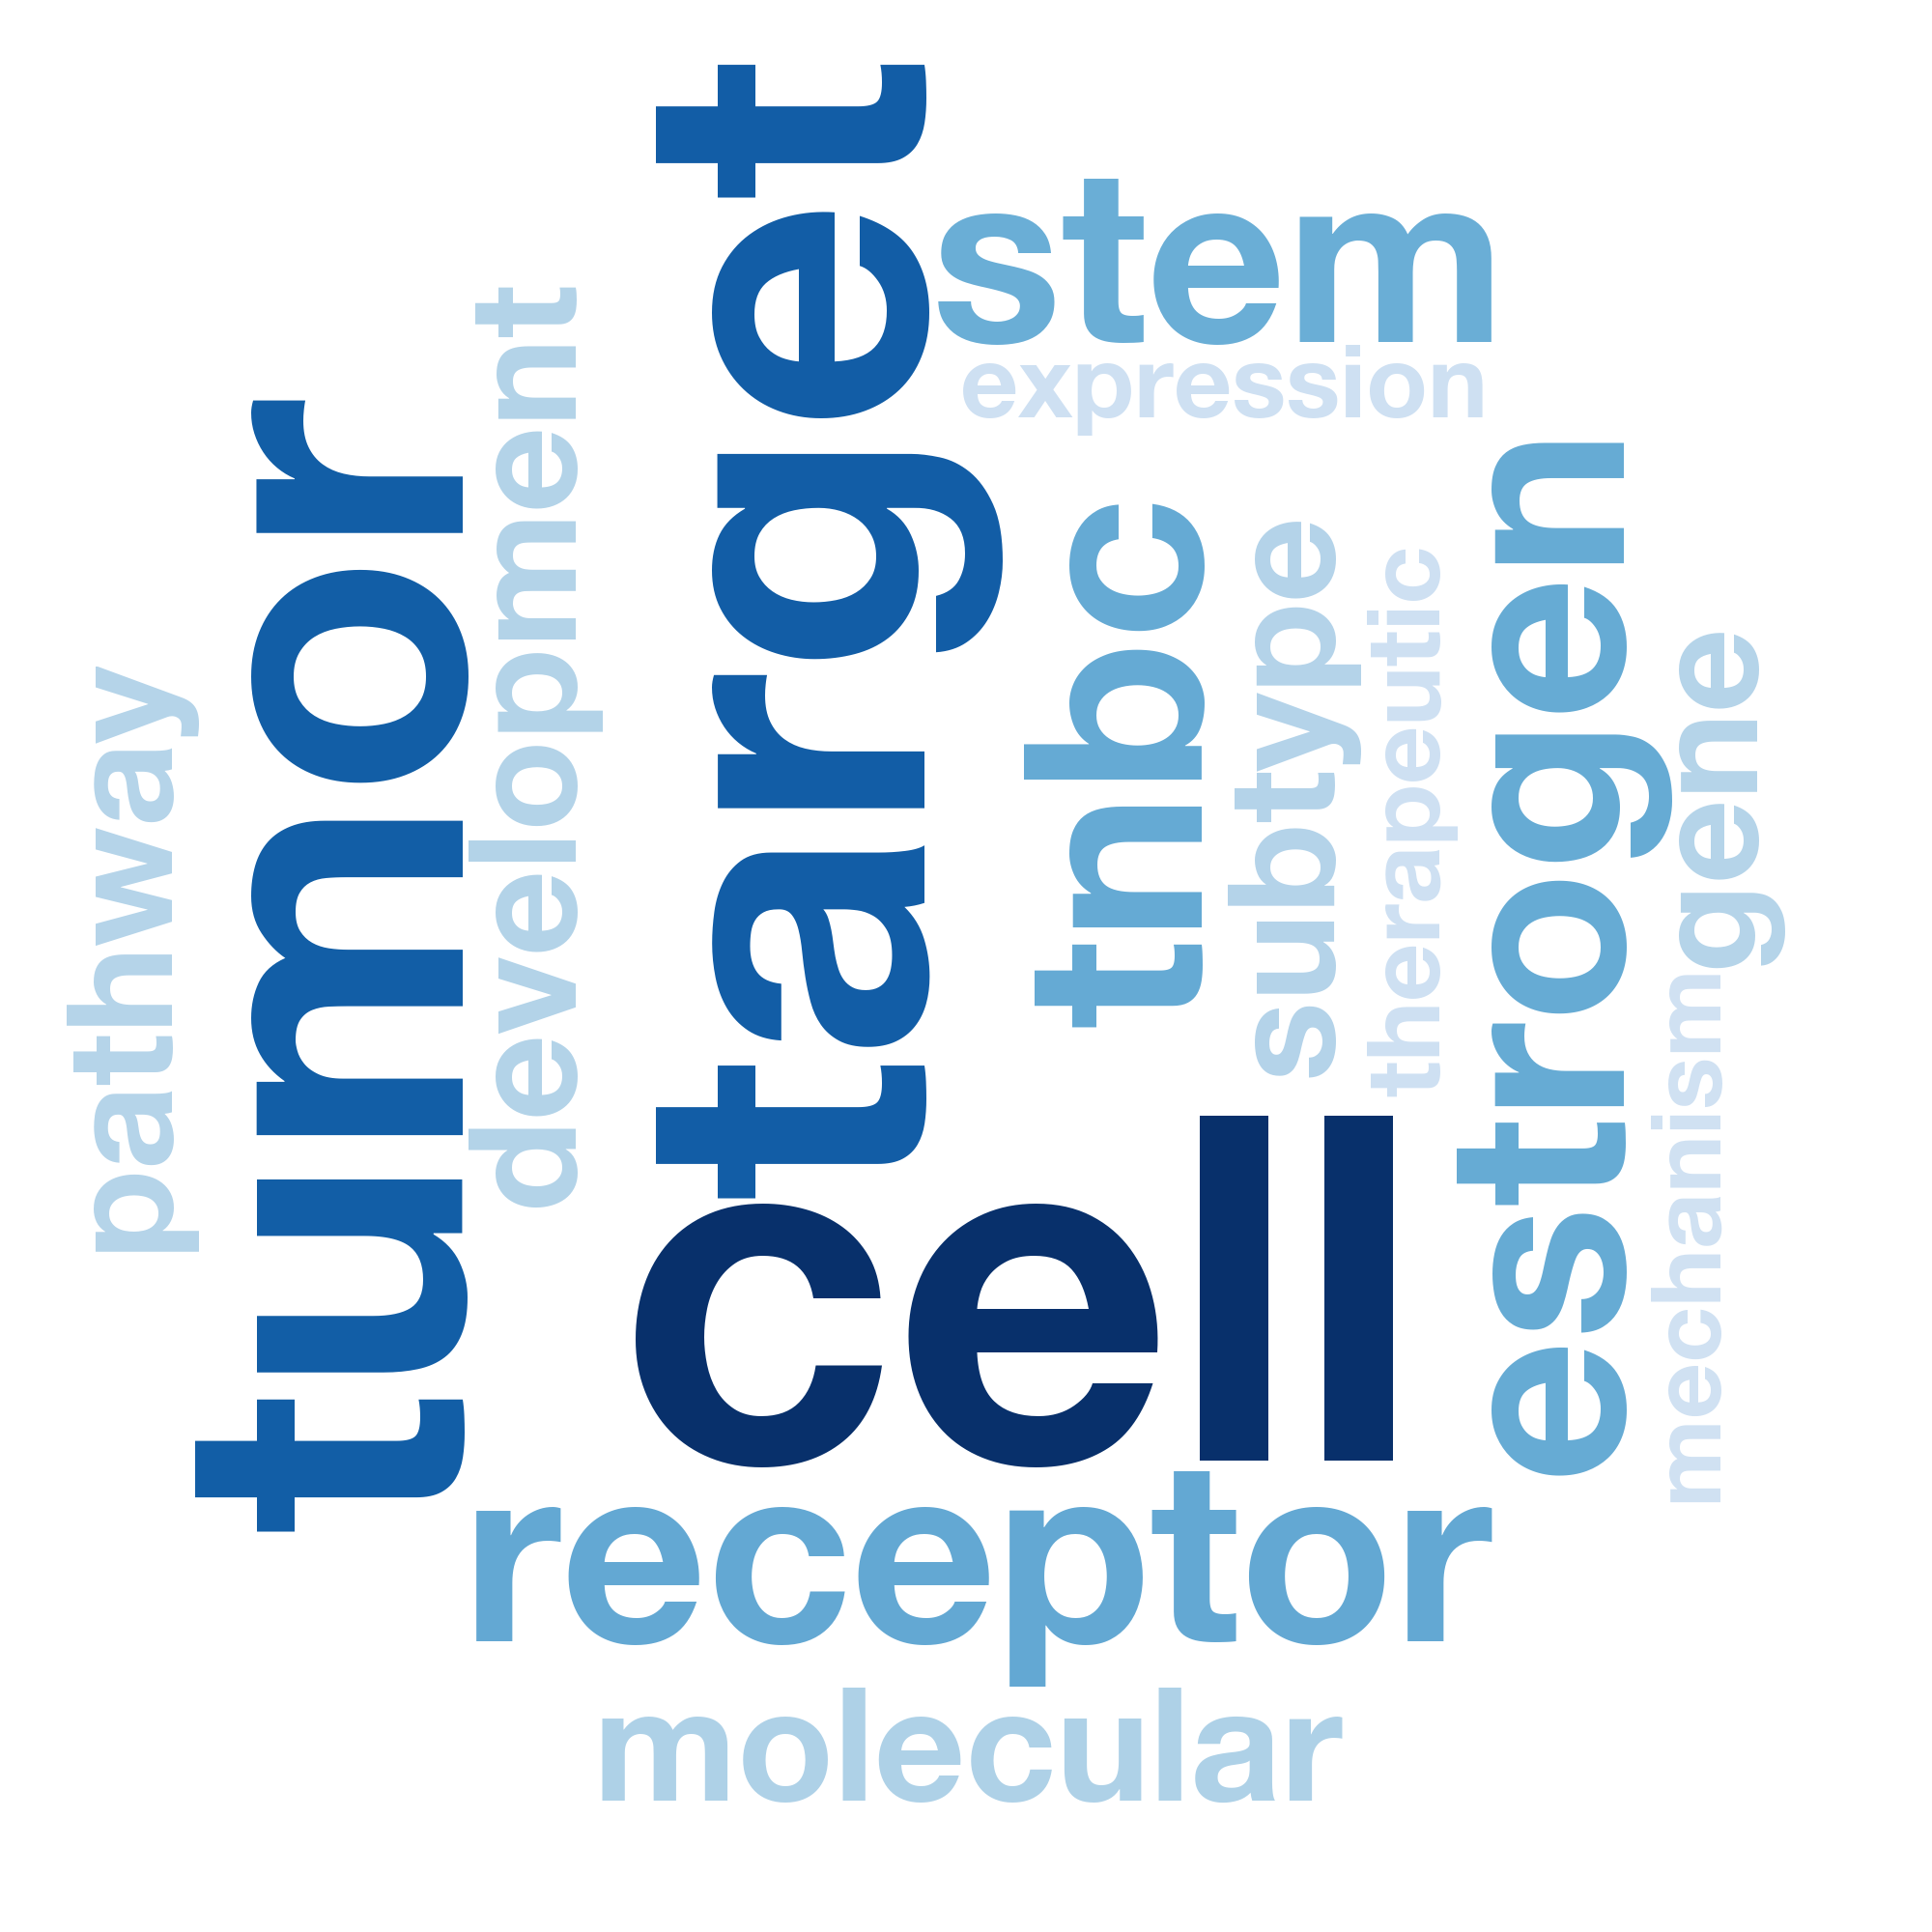 target
stem
expression
tumor
development
tnbc
subtype
therapeutic
estrogen
gene
pathway
mechanism
cell
receptor
molecular